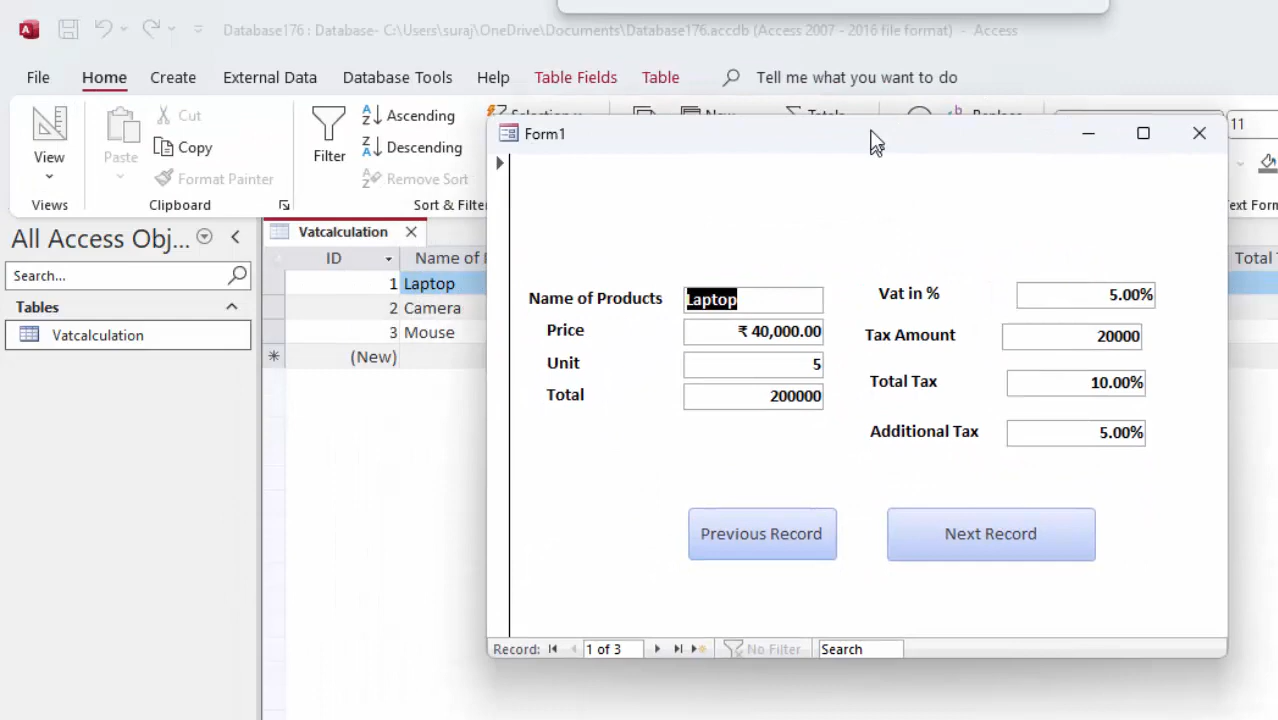 Database176 : Database- C:\Users\suraj\OneDrive\Documents\Database176.accdb (Access 2007 - 2016 file format) - Access
File Home Create External Data Database Tools Help Table Fields Table Tell me what you want to do
View
Views
Paste
Cut
Copy
Format Painter
Clipboard
Filter
Ascending
Descending
Remove Sort
11
Form1
All Access Obj...
Search...
Tables
Vatcalculation
Vatcalculation
ID Name of
1 Laptop
2 Camera
3 Mouse
(New)
Name of Products Laptop
Price ₹ 40,000.00
Unit 5
Total 200000
Vat in % 5.00%
Tax Amount 20000
Total Tax 10.00%
Additional Tax 5.00%
Previous Record Next Record
Record: 1 of 3 No Filter Search